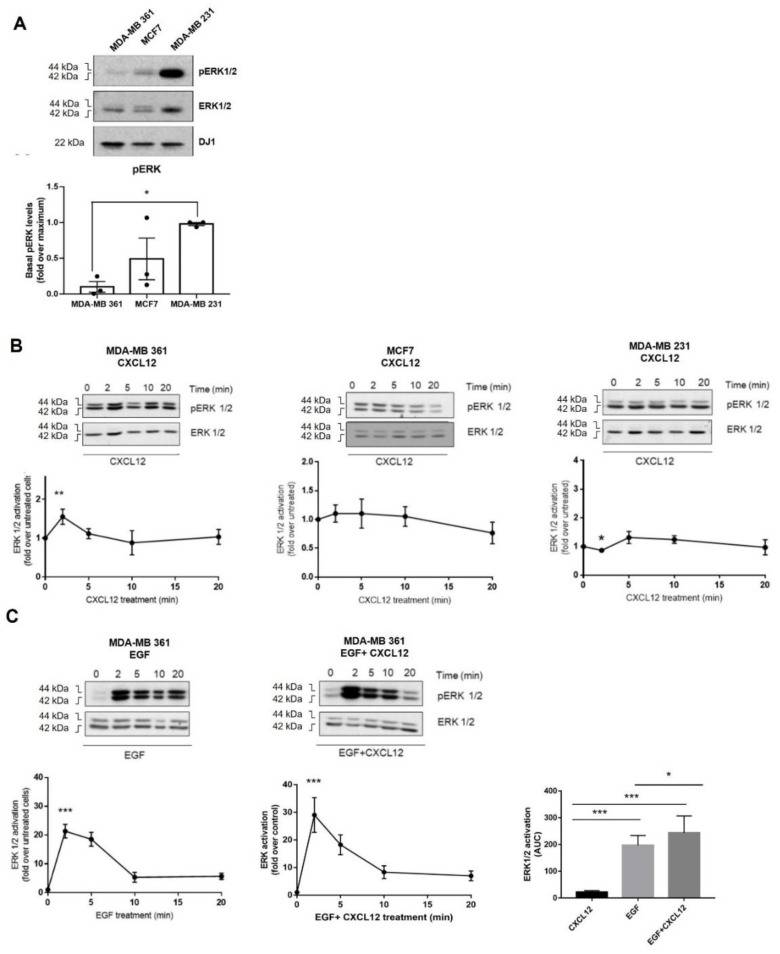 A
MDA-MB 361
MCF7
MDA-MB 231
44 kDa
42 kDa
pERK1/2
44 kDa
42 kDa
ERK1/2
22 kDa
DJ1
pERK
Basal pERK levels
(fold over maximum)
1.5
1.0
0.5
0.0
*
MDA-MB 361 MCF7 MDA-MB 231
B
MDA-MB 361
CXCL12
0 2 5 10 20 Time (min)
44 kDa
42 kDa
pERK 1/2
44 kDa
42 kDa
ERK 1/2
CXCL12
ERK 1/2 activation
(fold over untreated cells)
2
1
0
**
0 5 10 15 20
CXCL12 treatment (min)
MCF7
CXCL12
0 2 5 10 20 Time (min)
44 kDa
42 kDa
pERK 1/2
44 kDa
42 kDa
ERK 1/2
CXCL12
ERK 1/2 activation
(fold over untreated)
2.0
1.5
1.0
0.5
0.0
0 5 10 15 20
CXCL12 treatment (min)
MDA-MB 231
CXCL12
0 2 5 10 20 Time (min)
44 kDa
42 kDa
pERK 1/2
44 kDa
42 kDa
ERK 1/2
CXCL12
ERK 1/2 activation
(fold over untreated)
4
3
2
1
0
*
0 5 10 15 20
CXCL12 treatment (min)
C
MDA-MB 361
EGF
0 2 5 10 20 Time (min)
44 kDa
42 kDa
pERK 1/2
44 kDa
42 kDa
ERK 1/2
EGF
ERK 1/2 activation
(fold over untreated cells)
40
30
20
10
0
***
0 5 10 15 20
EGF treatment (min)
MDA-MB 361
EGF+ CXCL12
0 2 5 10 20 Time (min)
44 kDa
42 kDa
pERK 1/2
44 kDa
42 kDa
ERK 1/2
EGF+CXCL12
ERK activation
(fold over control)
40
30
20
10
0
***
0 5 10 15 20
EGF+ CXCL12 treatment (min)
ERK1/2 activation
(AUC)
400
300
200
100
0
*
***
***
CXCL12
EGF
EGF+CXCL12